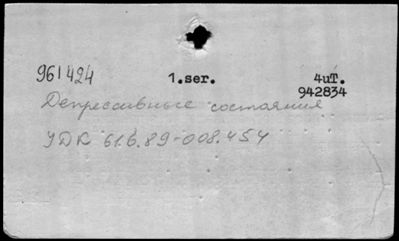 961424 1.ser. 4uT.
942834
Депрессивные состояния
УДК 616.89-008.454